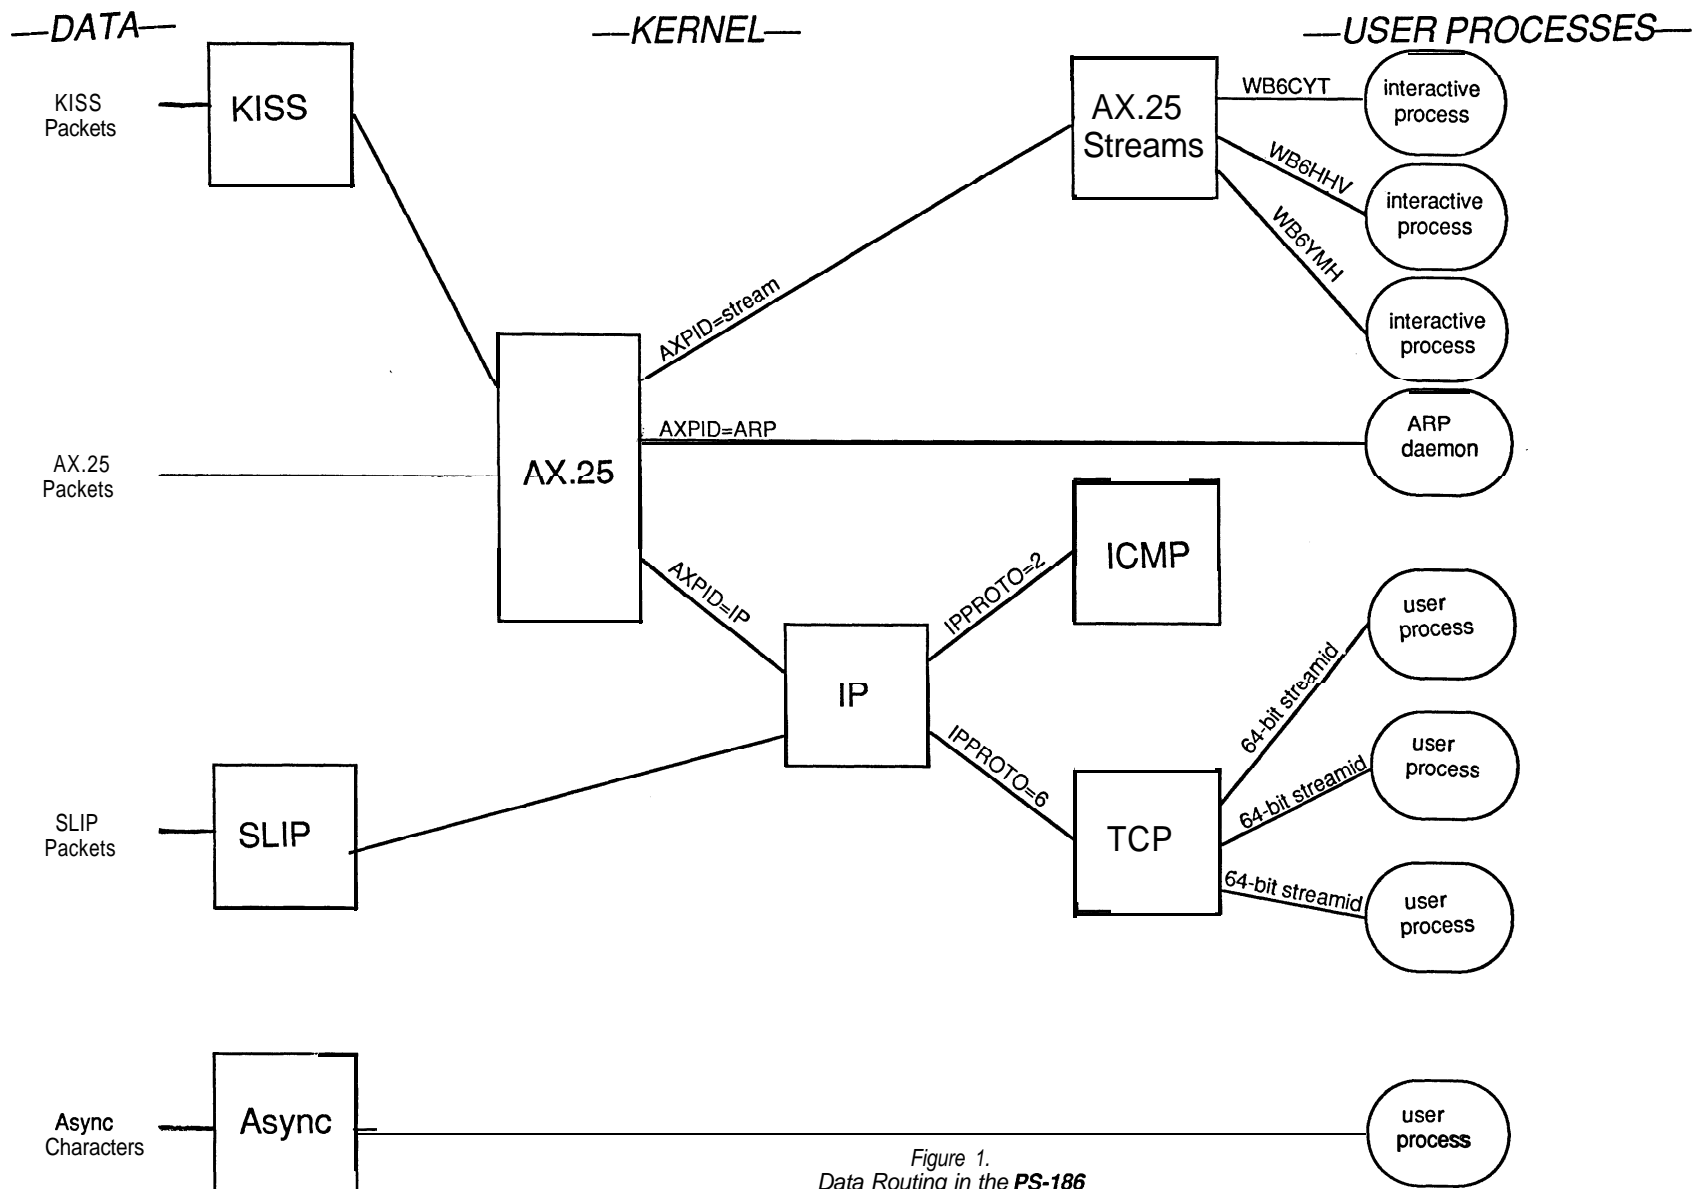 —DATA—
—KERNEL—
—USER PROCESSES—
KISS
Packets
KISS
AX.25
Streams
WB6CYT
interactive
process
WB6HHV
interactive
process
WB6YMH
interactive
process
AXPID=stream
AXPID=ARP
ARP
daemon
AX.25
Packets
AX.25
AXPID=IP
IPPROTO=2
ICMP
IP
IPPROTO=6
64-bit streamid
user
process
64-bit streamid
user
process
64-bit streamid
user
process
TCP
SLIP
Packets
SLIP
Async
Characters
Async
user
process
Figure 1.
Data Routing in the PS-186